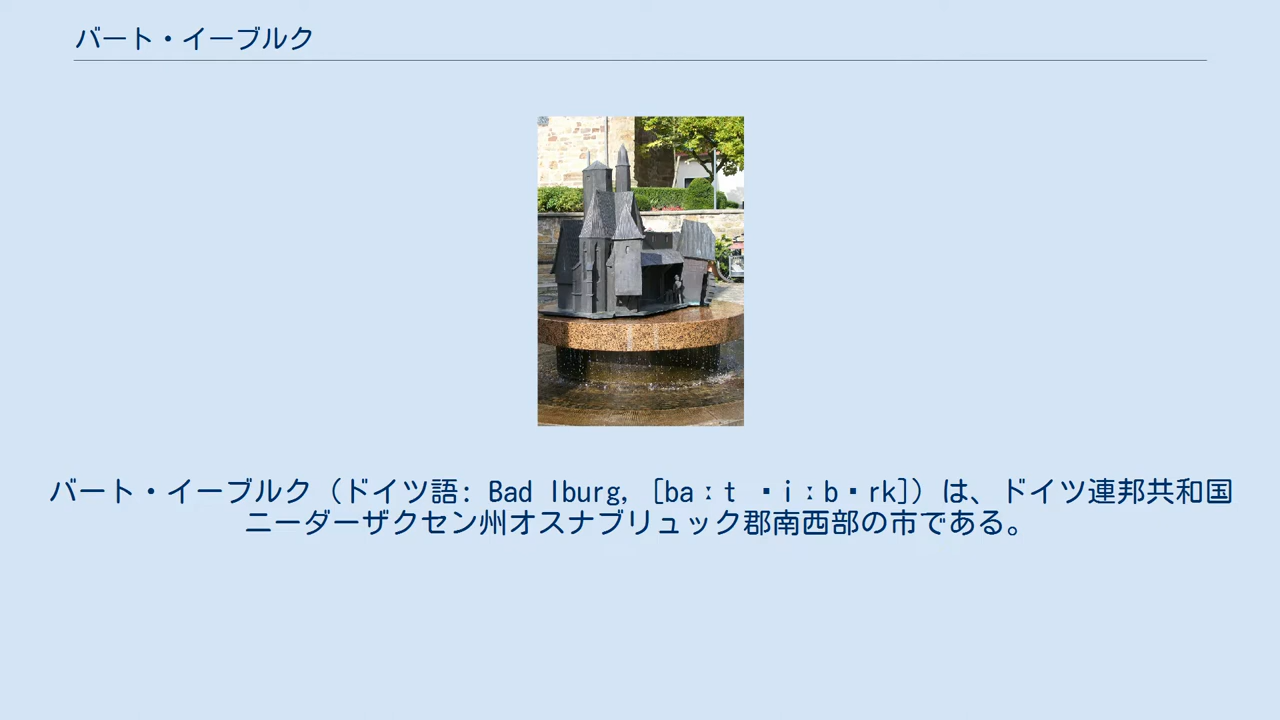 バート・イーブルク
バート・イーブルク（ドイツ語: Bad Iburg, [baːt ▪iːb▪rk]）は、ドイツ連邦共和国
ニーダーザクセン州オスナブリュック郡南西部の市である。